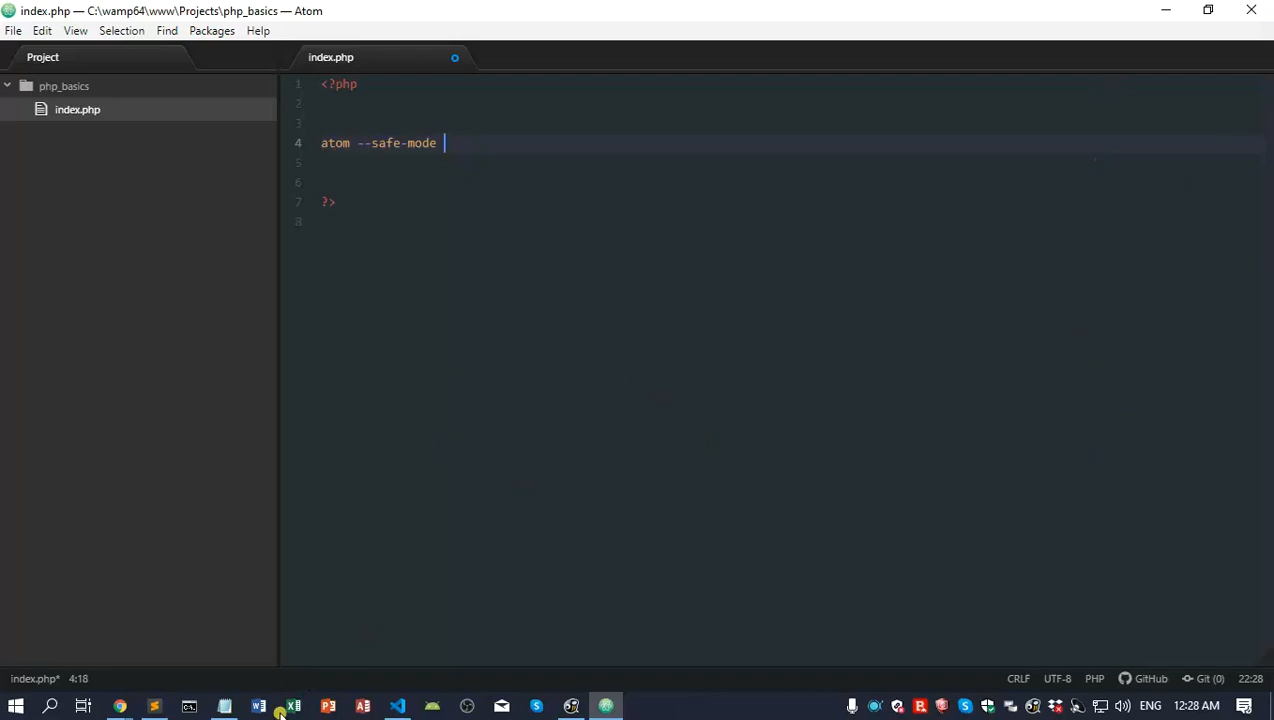 index.php — C:\wamp64\www\Projects\php_basics — Atom
File Edit View Selection Find Packages Help
Project
index.php
php_basics
index.php
1 <?php
2
3
4 atom --safe-mode
5
6
7 ?>
8
index.php* 4:18
CRLF UTF-8 PHP GitHub Git (0) 22:28
ENG 12:28 AM